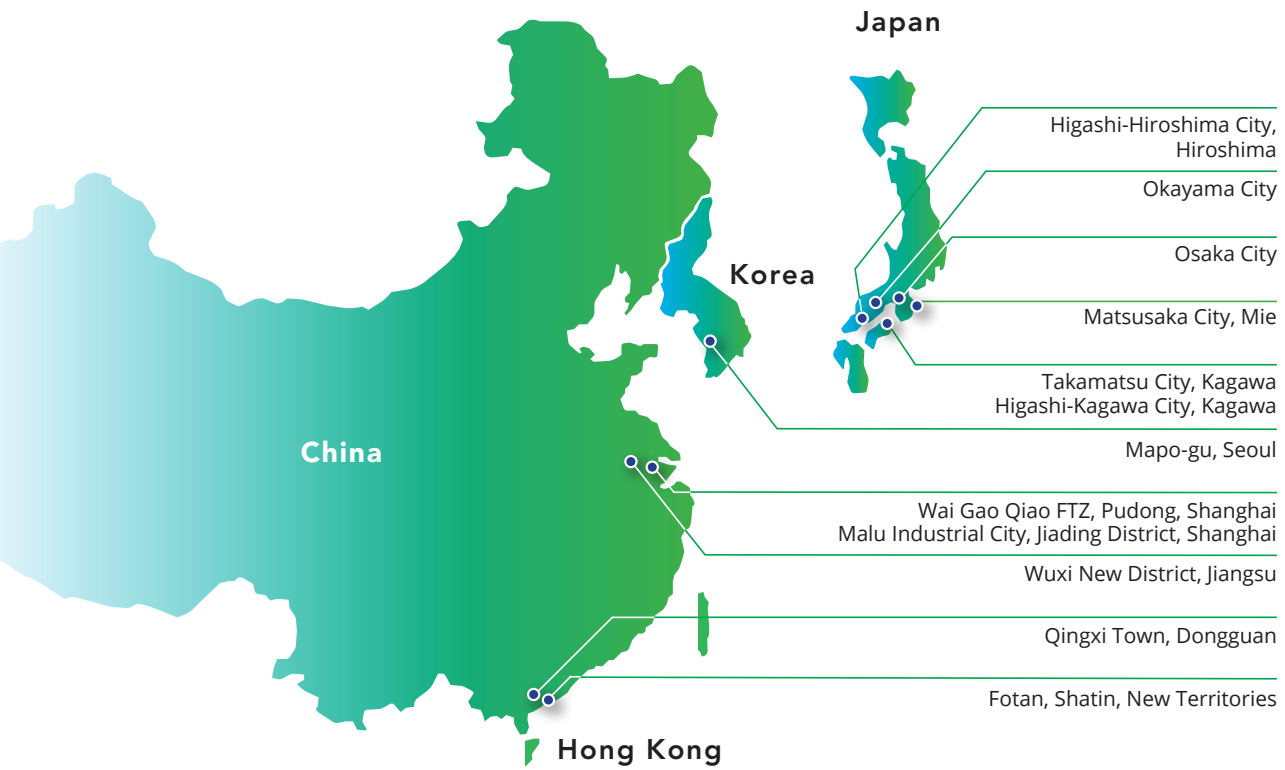 Japan
Higashi-Hiroshima City,
Hiroshima
Okayama City
Osaka City
Korea
Matsusaka City, Mie
Takamatsu City, Kagawa
Higashi-Kagawa City, Kagawa
Mapo-gu, Seoul
China
Wai Gao Qiao FTZ, Pudong, Shanghai
Malu Industrial City, Jiading District, Shanghai
Wuxi New District, Jiangsu
Qingxi Town, Dongguan
Fotan, Shatin, New Territories
Hong Kong